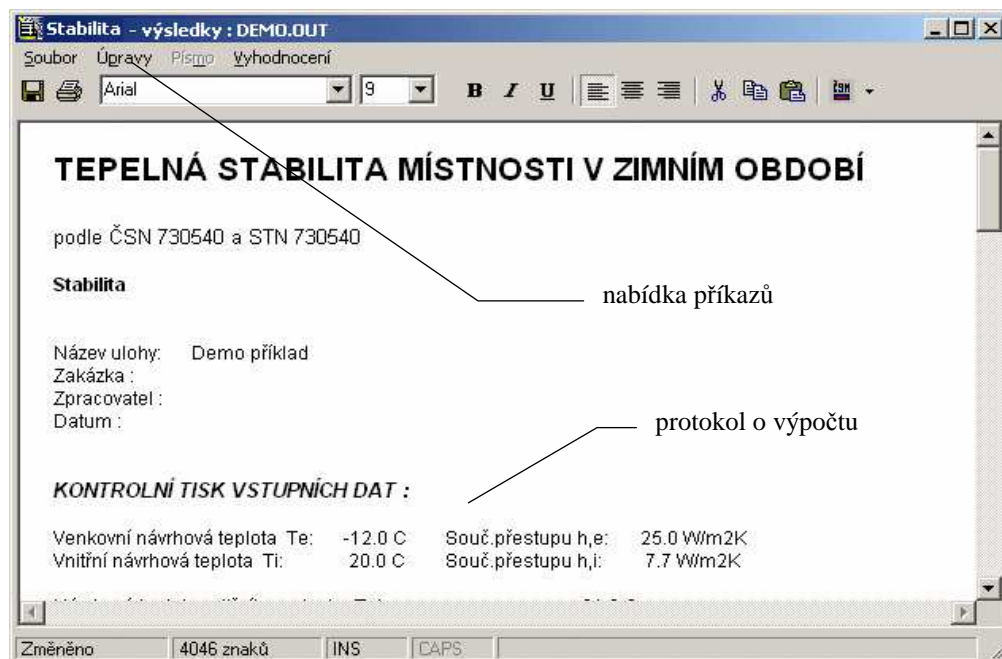 Stabilita - výsledky : DEMO.OUT
Soubor Úpravy Písmo Vyhodnocení
Arial 9 B I U
TEPELNÁ STABILITA MÍSTNOSTI V ZIMNÍM OBDOBÍ
podle ČSN 730540 a STN 730540
Stabilita
nabídka příkazů
Název ulohy: Demo příklad
Zakázka :
Zpracovatel :
Datum :
protokol o výpočtu
KONTROLNÍ TISK VSTUPNÍCH DAT :
Venkovní návrhová teplota Te: -12.0 C Souč.přestupu h,e: 25.0 W/m2K
Vnitřní návrhová teplota Ti: 20.0 C Souč.přestupu h,i: 7.7 W/m2K
Změněno 4046 znaků INS CAPS